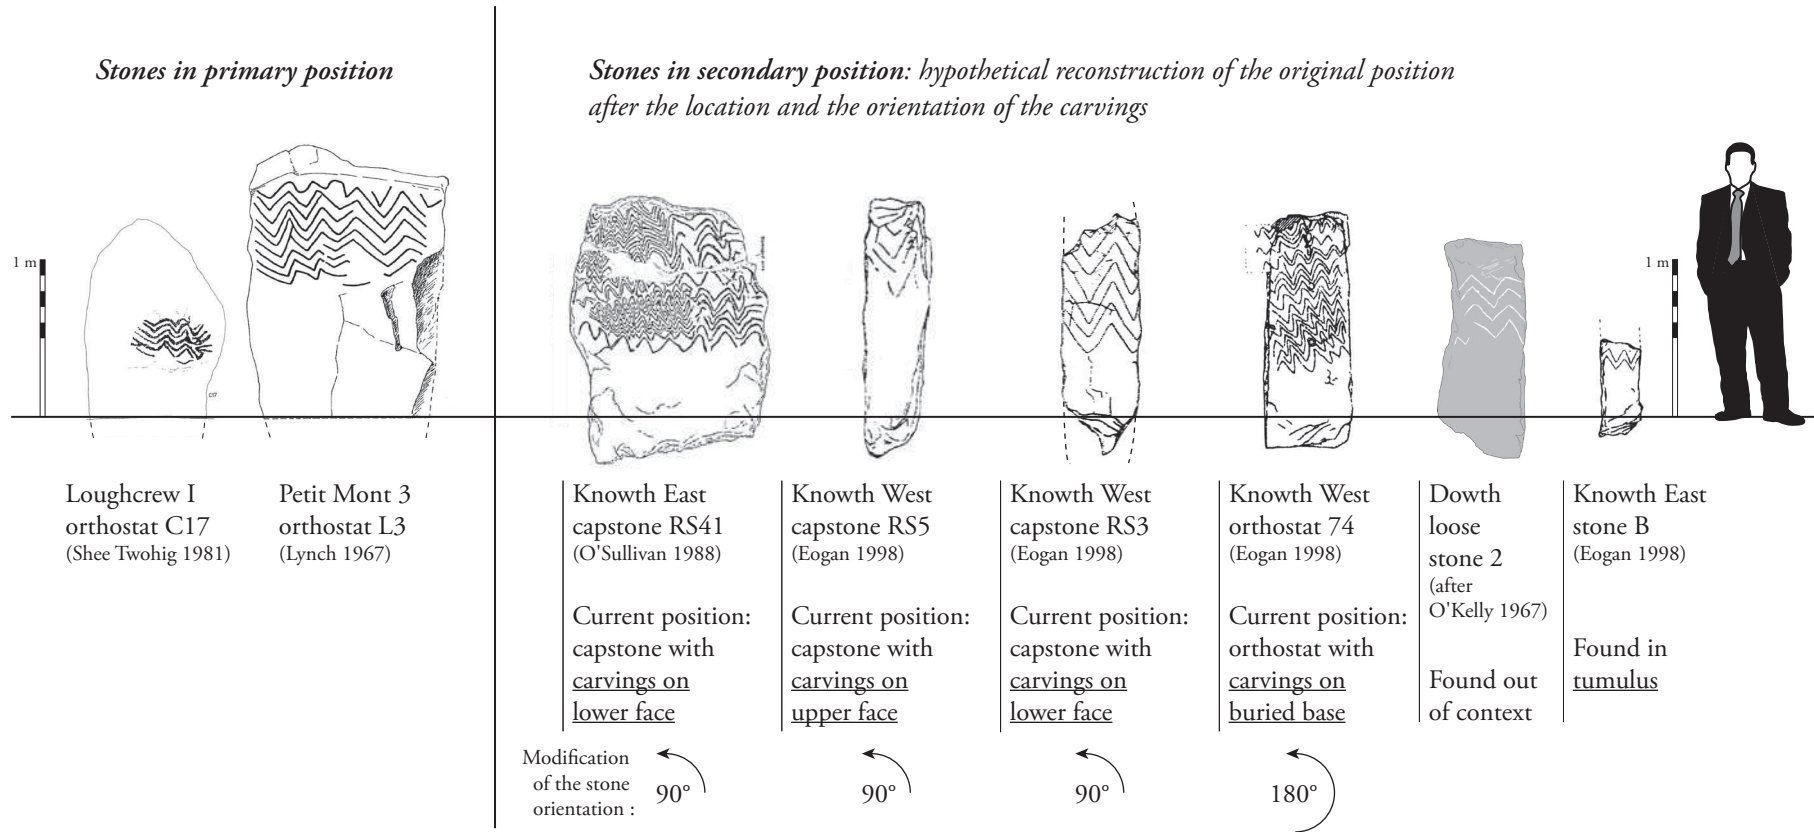 Stones in primary position
Stones in secondary position: hypothetical reconstruction of the original position
after the location and the orientation of the carvings
1 m
1 m
C17
Loughcrew I
orthostat C17
(Shee Twohig 1981)
Petit Mont 3
orthostat L3
(Lynch 1967)
Knowth East
capstone RS41
(O'Sullivan 1988)
Current position:
capstone with
carvings on
lower face
Knowth West
capstone RS5
(Eogan 1998)
Current position:
capstone with
carvings on
upper face
Knowth West
capstone RS3
(Eogan 1998)
Current position:
capstone with
carvings on
lower face
Knowth West
orthostat 74
(Eogan 1998)
Current position:
orthostat with
carvings on
buried base
Dowth
loose
stone 2
(after
O'Kelly 1967)
Found out
of context
Knowth East
stone B
(Eogan 1998)
Found in
tumulus
Modification
of the stone
orientation :
90°
90°
90°
180°